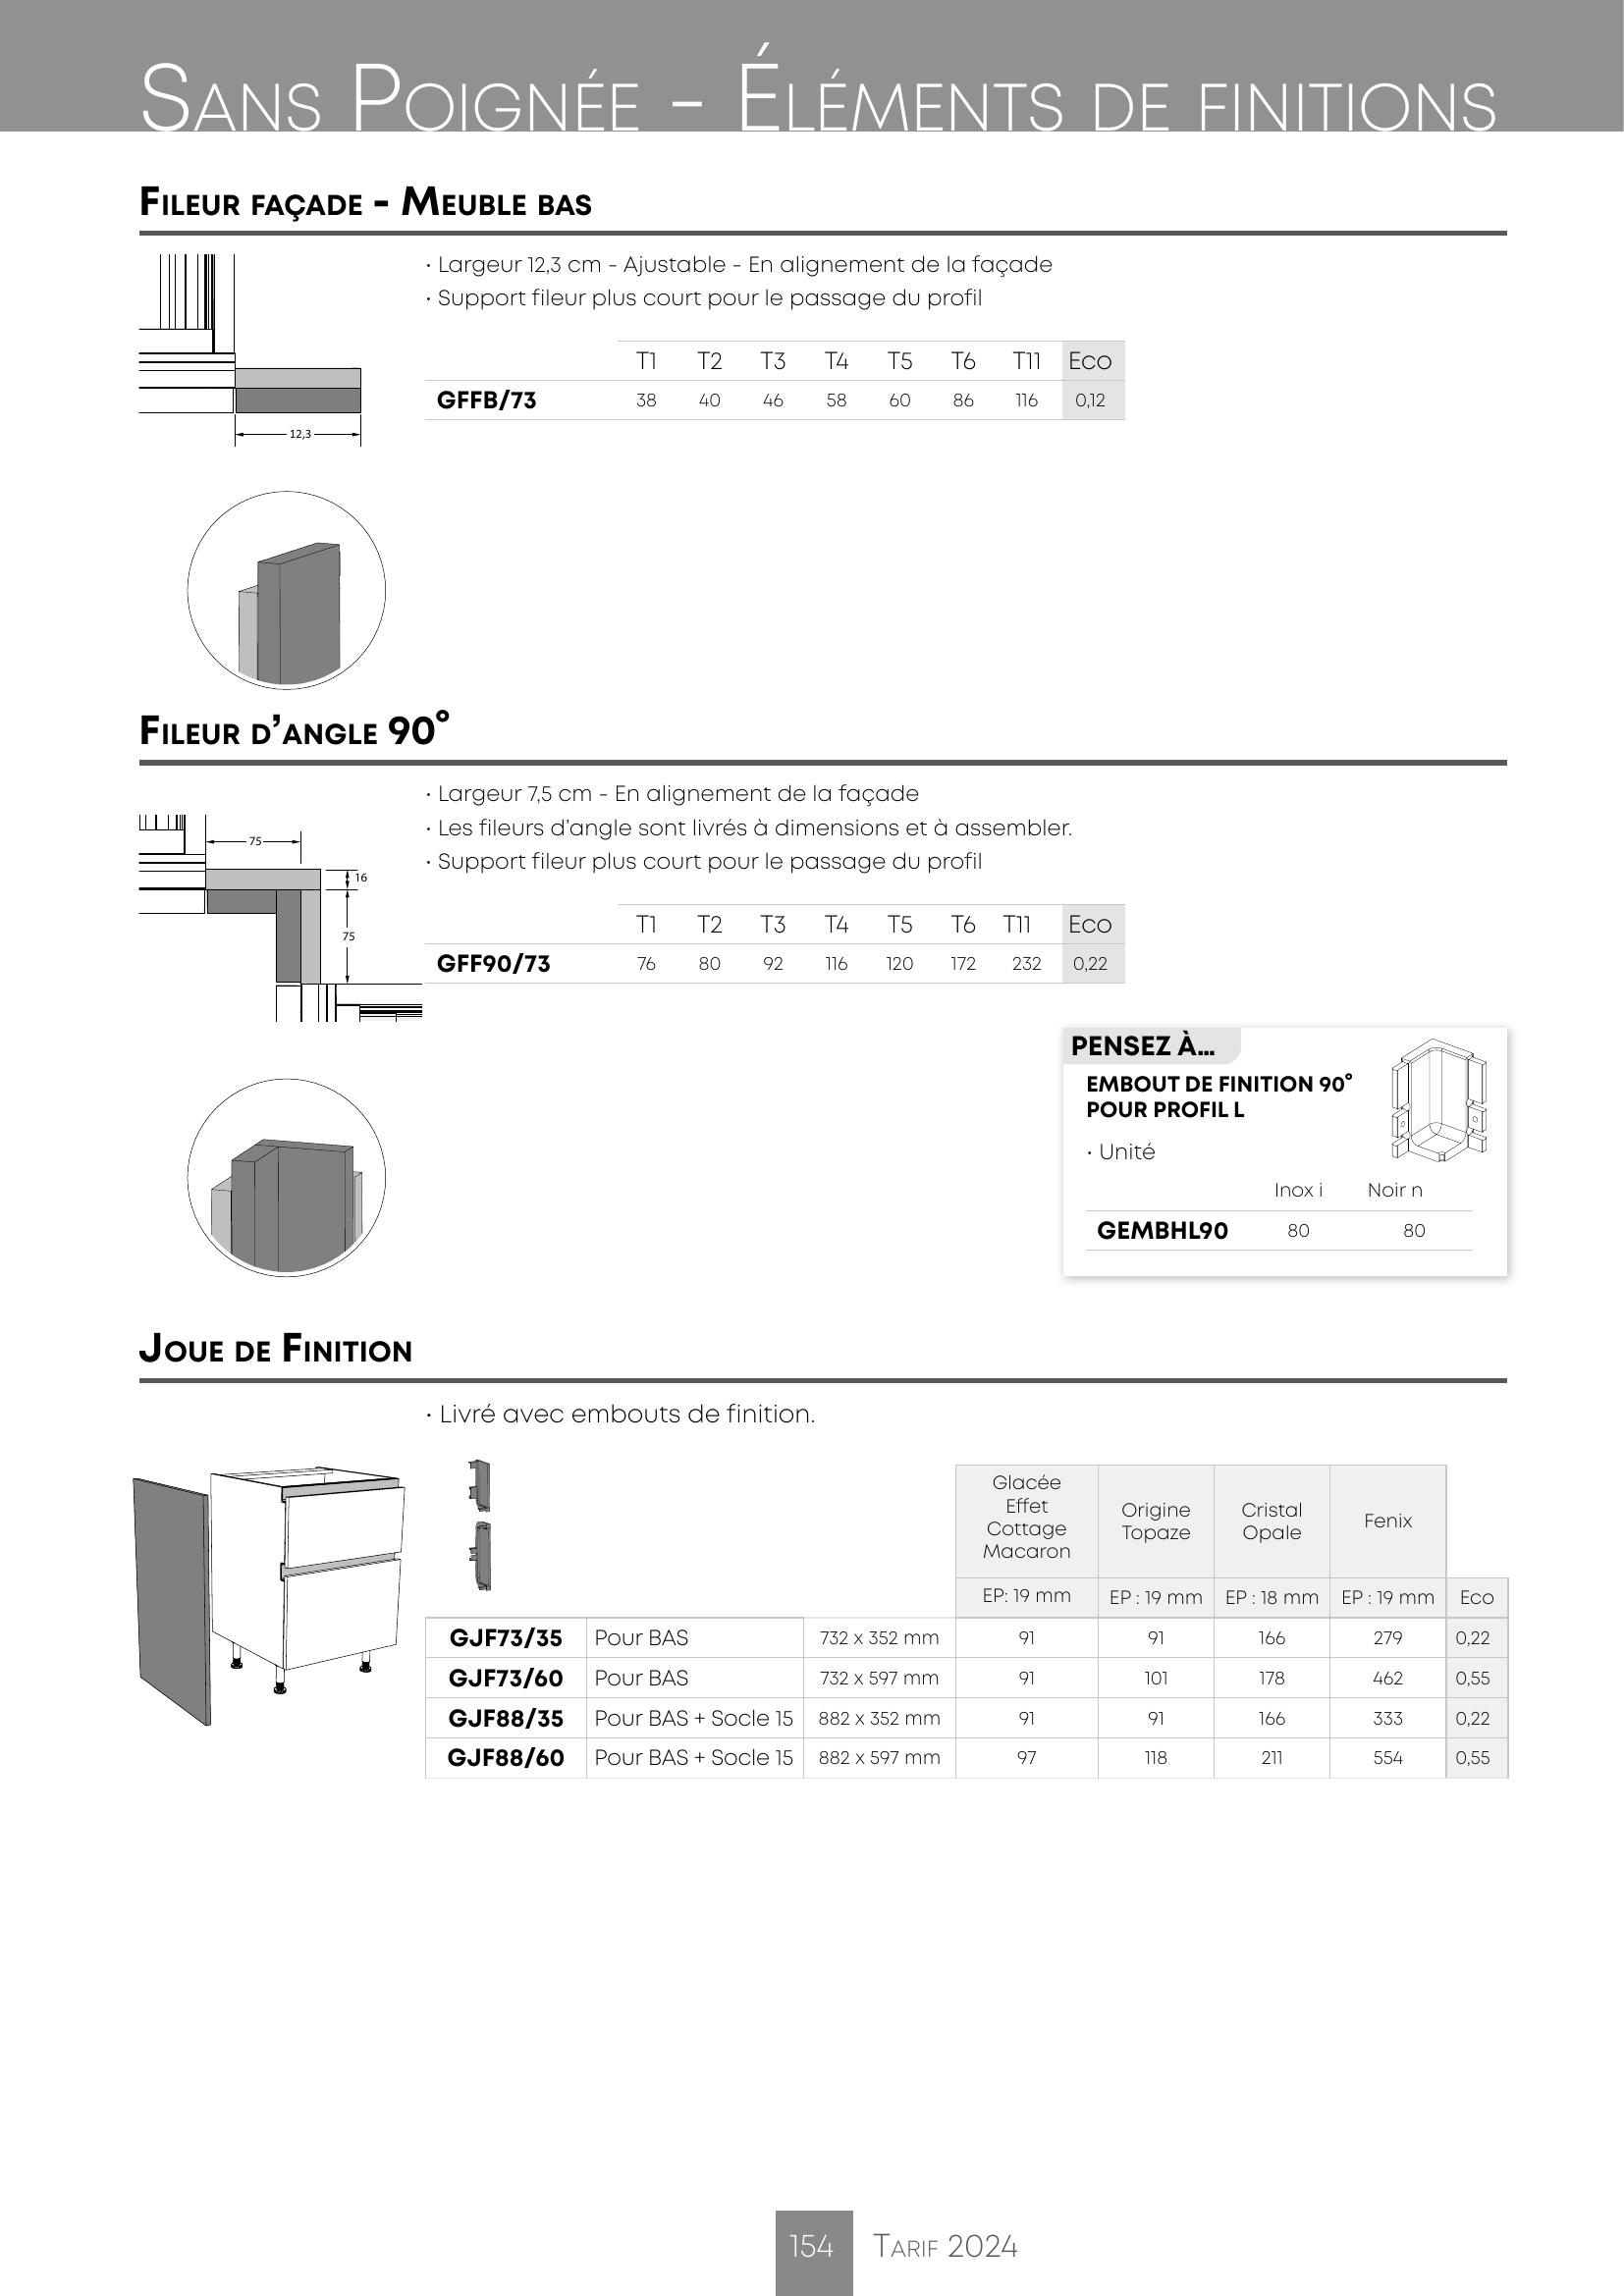 Sans Poignée - Éléments de finitions
Fileur façade - Meuble bas
· Largeur 12,3 cm - Ajustable - En alignement de la façade
· Support fileur plus court pour le passage du profil
T1 T2 T3 T4 T5 T6 T11 Eco
GFFB/73 38 40 46 58 60 86 116 0,12
12,3
Fileur d’angle 90°
· Largeur 7,5 cm - En alignement de la façade
· Les fileurs d’angle sont livrés à dimensions et à assembler.
· Support fileur plus court pour le passage du profil
75
16
75
T1 T2 T3 T4 T5 T6 T11 Eco
GFF90/73 76 80 92 116 120 172 232 0,22
PENSEZ À...
EMBOUT DE FINITION 90°
POUR PROFIL L
· Unité
Inox i Noir n
GEMBHL90 80 80
Joue de Finition
· Livré avec embouts de finition.
Glacée
Effet
Cottage
Macaron
Origine
Topaze
Cristal
Opale
Fenix
EP: 19 mm EP : 19 mm EP : 18 mm EP : 19 mm Eco
GJF73/35 Pour BAS 732 x 352 mm 91 91 166 279 0,22
GJF73/60 Pour BAS 732 x 597 mm 91 101 178 462 0,55
GJF88/35 Pour BAS + Socle 15 882 x 352 mm 91 91 166 333 0,22
GJF88/60 Pour BAS + Socle 15 882 x 597 mm 97 118 211 554 0,55
154 Tarif 2024